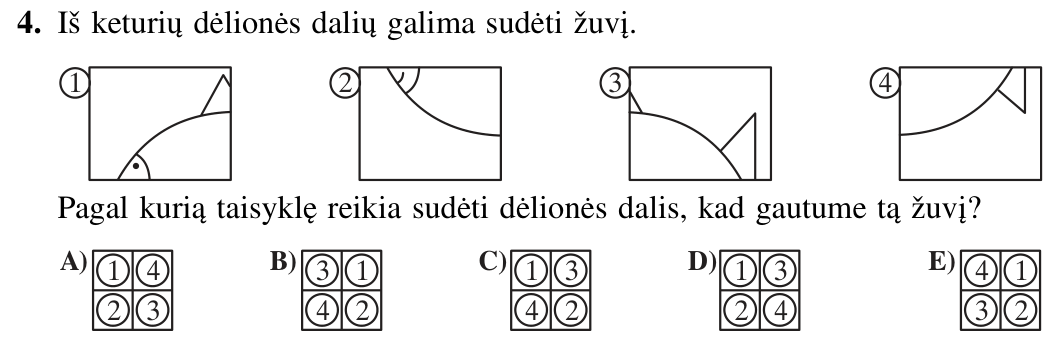 4. Iš keturių dėlionės dalių galima sudėti žuvį.
1 2 3 4
Pagal kurią taisyklę reikia sudėti dėlionės dalis, kad gautume tą žuvį?
A) 1 4 B) 3 1 C) 1 3 D) 1 3 E) 4 1
2 3 4 2 4 2 2 4 3 2